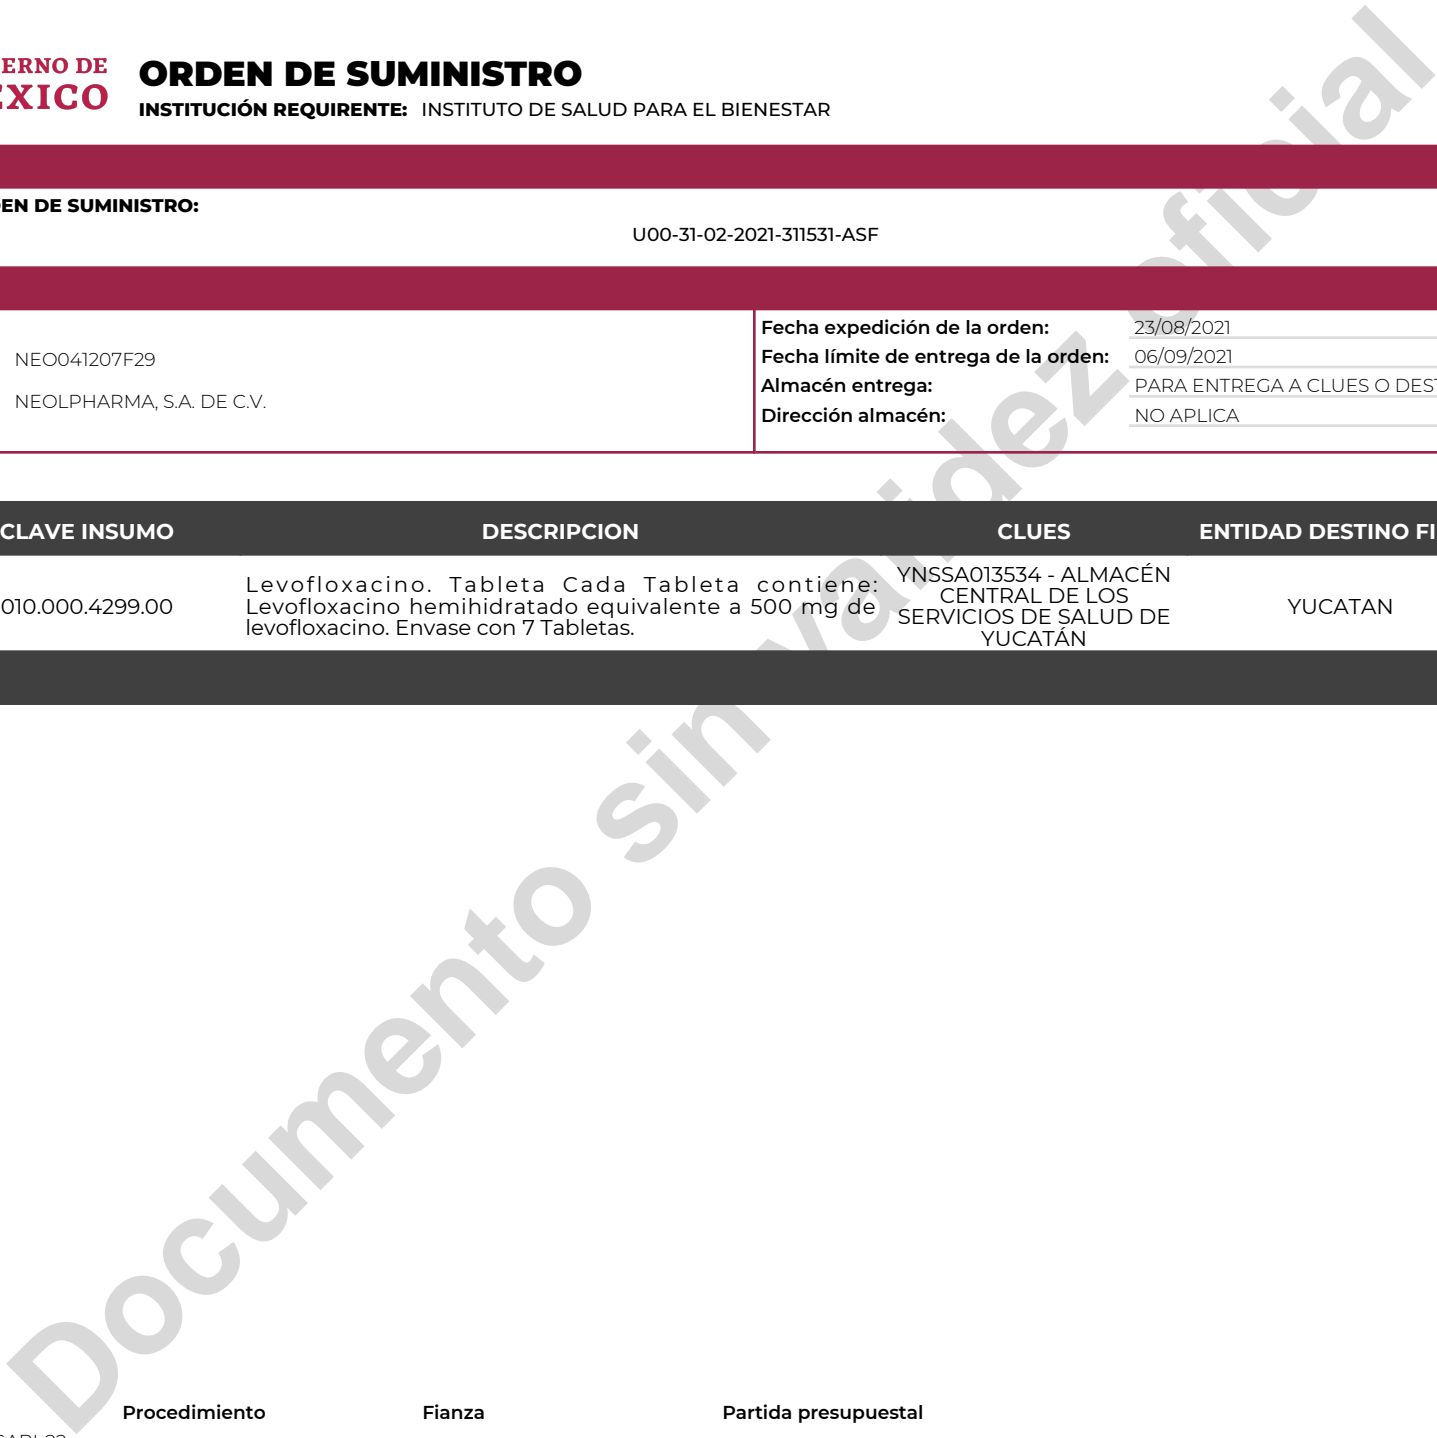 ERNO DE
EXICO
ORDEN DE SUMINISTRO
INSTITUCIÓN REQUIRENTE: INSTITUTO DE SALUD PARA EL BIENESTAR
EN DE SUMINISTRO:
U00-31-02-2021-311531-ASF
NEO041207F29
NEOLPHARMA, S.A. DE C.V.
Fecha expedición de la orden: 23/08/2021
Fecha límite de entrega de la orden: 06/09/2021
Almacén entrega: PARA ENTREGA A CLUES O DEST
Dirección almacén: NO APLICA
CLAVE INSUMO DESCRIPCION CLUES ENTIDAD DESTINO FI
010.000.4299.00
Levofloxacino. Tableta Cada Tableta contiene:
Levofloxacino hemihidratado equivalente a 500 mg de
levofloxacino. Envase con 7 Tabletas.
YNSSA013534 - ALMACÉN
CENTRAL DE LOS
SERVICIOS DE SALUD DE
YUCATÁN
YUCATAN
Documento sin validez oficial
Procedimiento Fianza Partida presupuestal